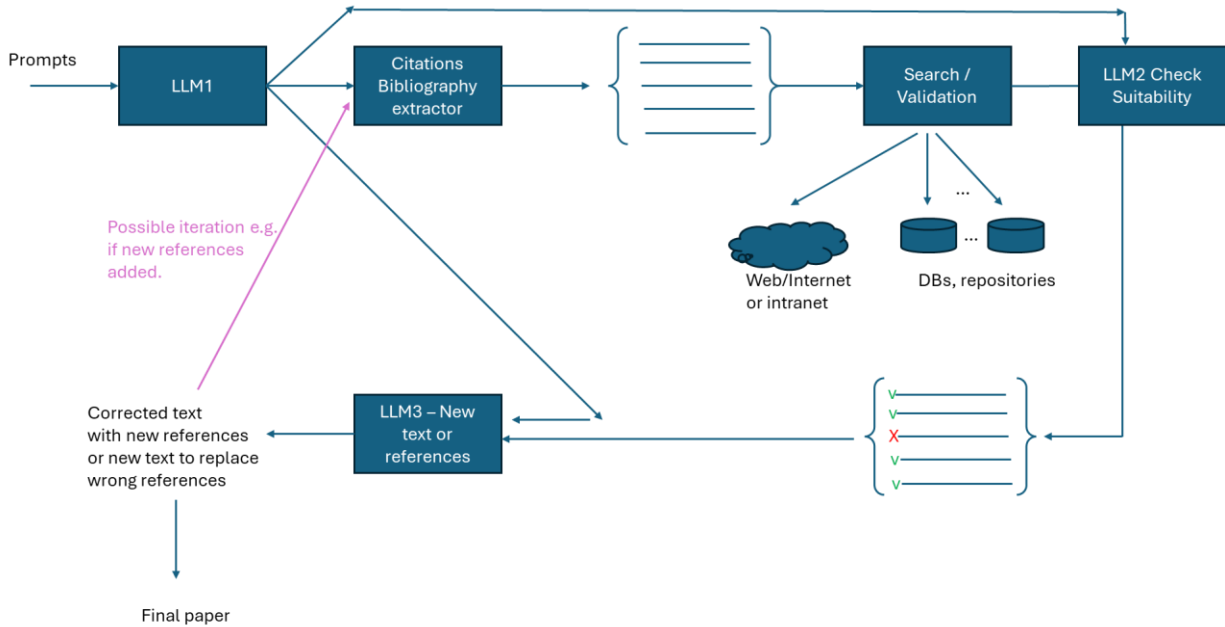 Prompts
LLM1
Citations
Bibliography
extractor
Search /
Validation
LLM2 Check
Suitability
...
...
Possible iteration e.g.
if new references
added.
Web/Internet
or intranet
DBs, repositories
Corrected text
with new references
or new text to replace
wrong references
LLM3 – New
text or
references
v
v
X
v
v
Final paper